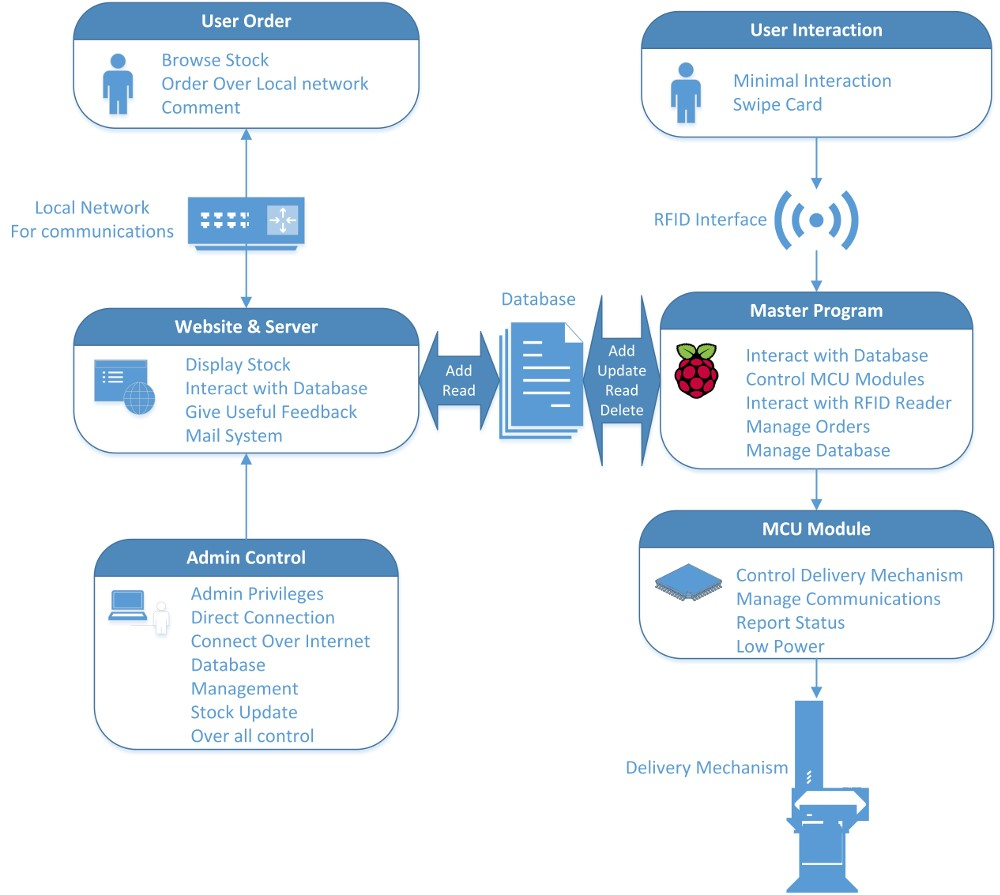 User Order
Browse Stock
Order Over Local network
Comment
Local Network
For communications
Website & Server
Display Stock
Interact with Database
Give Useful Feedback
Mail System
Admin Control
Admin Privileges
Direct Connection
Connect Over Internet
Database
Management
Stock Update
Over all control
Add
Read
Database
Add
Update
Read
Delete
User Interaction
Minimal Interaction
Swipe Card
RFID Interface
Master Program
Interact with Database
Control MCU Modules
Interact with RFID Reader
Manage Orders
Manage Database
MCU Module
Control Delivery Mechanism
Manage Communications
Report Status
Low Power
Delivery Mechanism